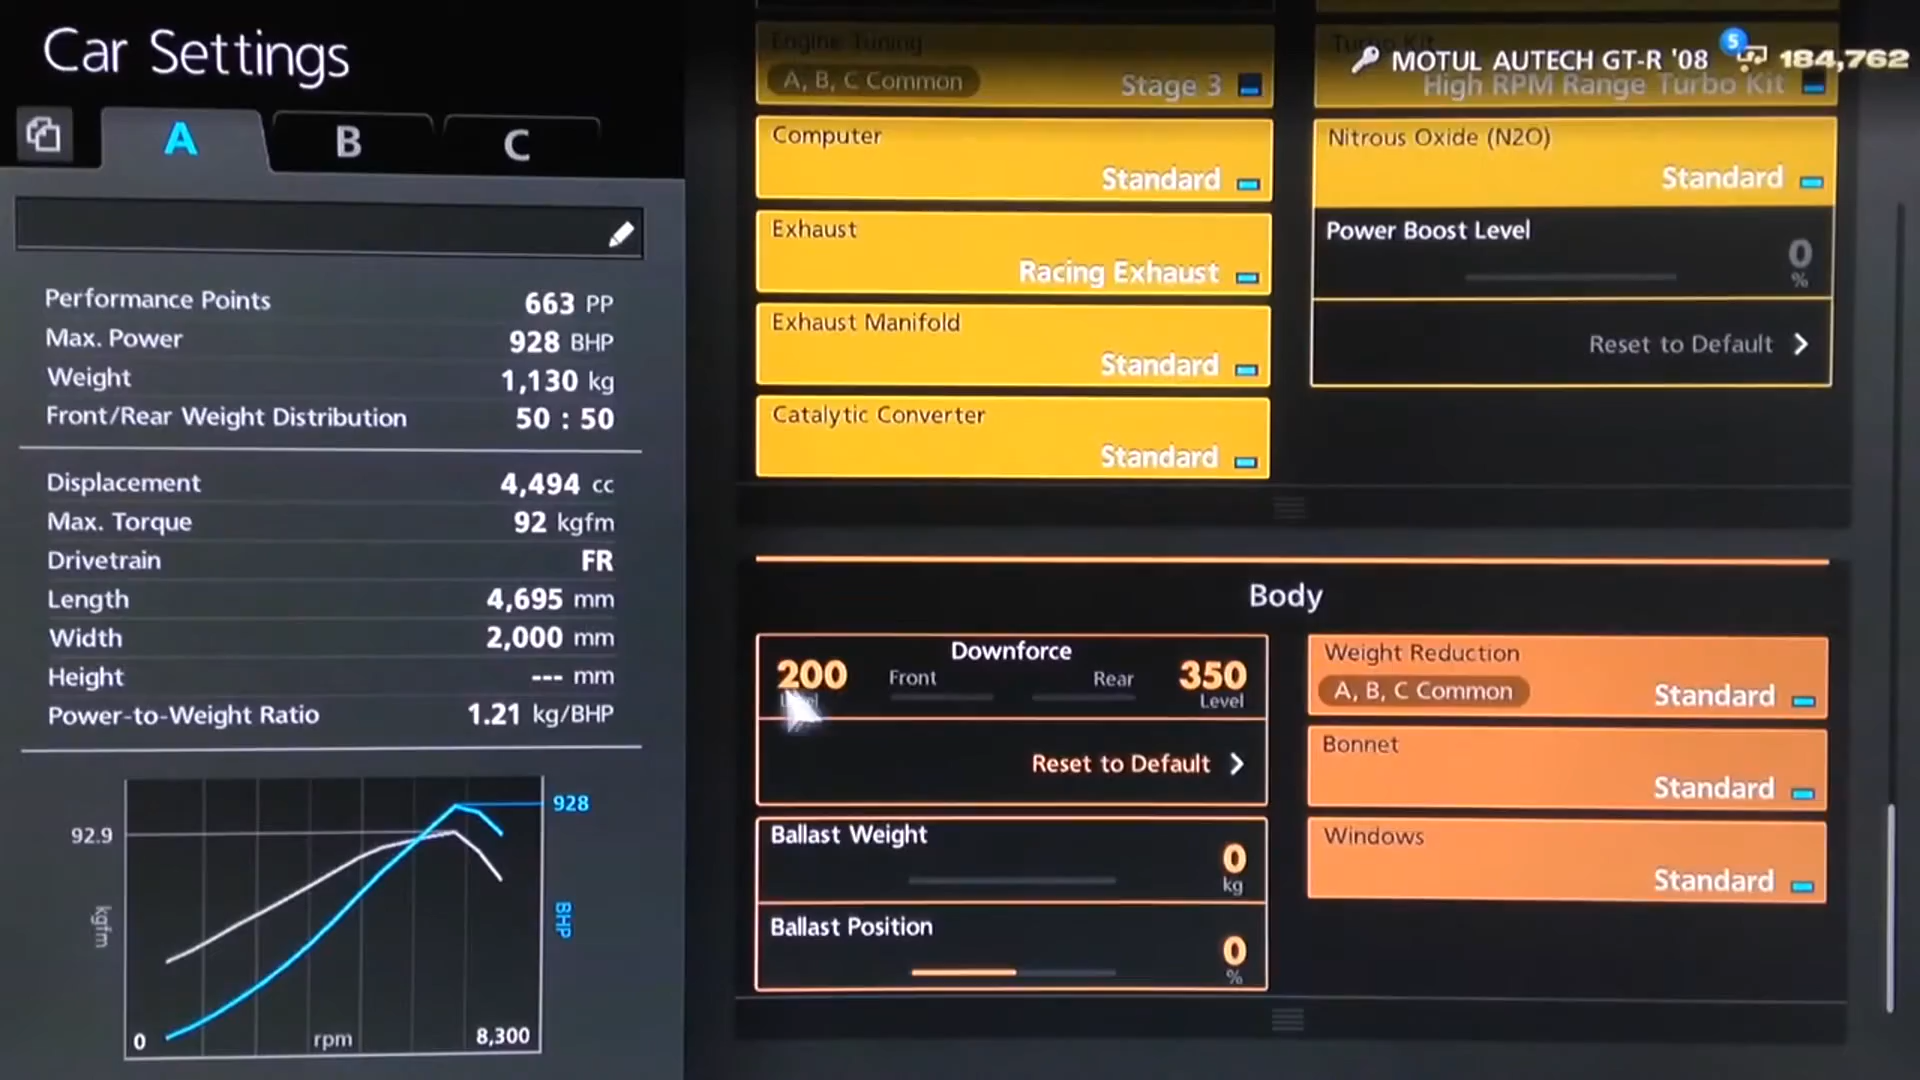 Car Settings
MOTUL AUTECH GT-R '08
5
184,762
A
B
C
Performance Points 663 PP
Max. Power 928 BHP
Weight 1,130 kg
Front/Rear Weight Distribution 50 : 50
Displacement 4,494 cc
Max. Torque 92 kgfm
Drivetrain FR
Length 4,695 mm
Width 2,000 mm
Height --- mm
Power-to-Weight Ratio 1.21 kg/BHP
928
92.9
kgfm
BHP
0 rpm 8,300
Engine Tuning
A, B, C Common Stage 3
Computer
Standard
Exhaust
Racing Exhaust
Exhaust Manifold
Standard
Catalytic Converter
Standard
Turbo Kit
High RPM Range Turbo Kit
Nitrous Oxide (N2O)
Standard
Power Boost Level
0
%
Reset to Default
Body
Downforce
200 Front Rear 350
Level
Reset to Default
Ballast Weight
0
kg
Ballast Position
0
%
Weight Reduction
A, B, C Common Standard
Bonnet
Standard
Windows
Standard